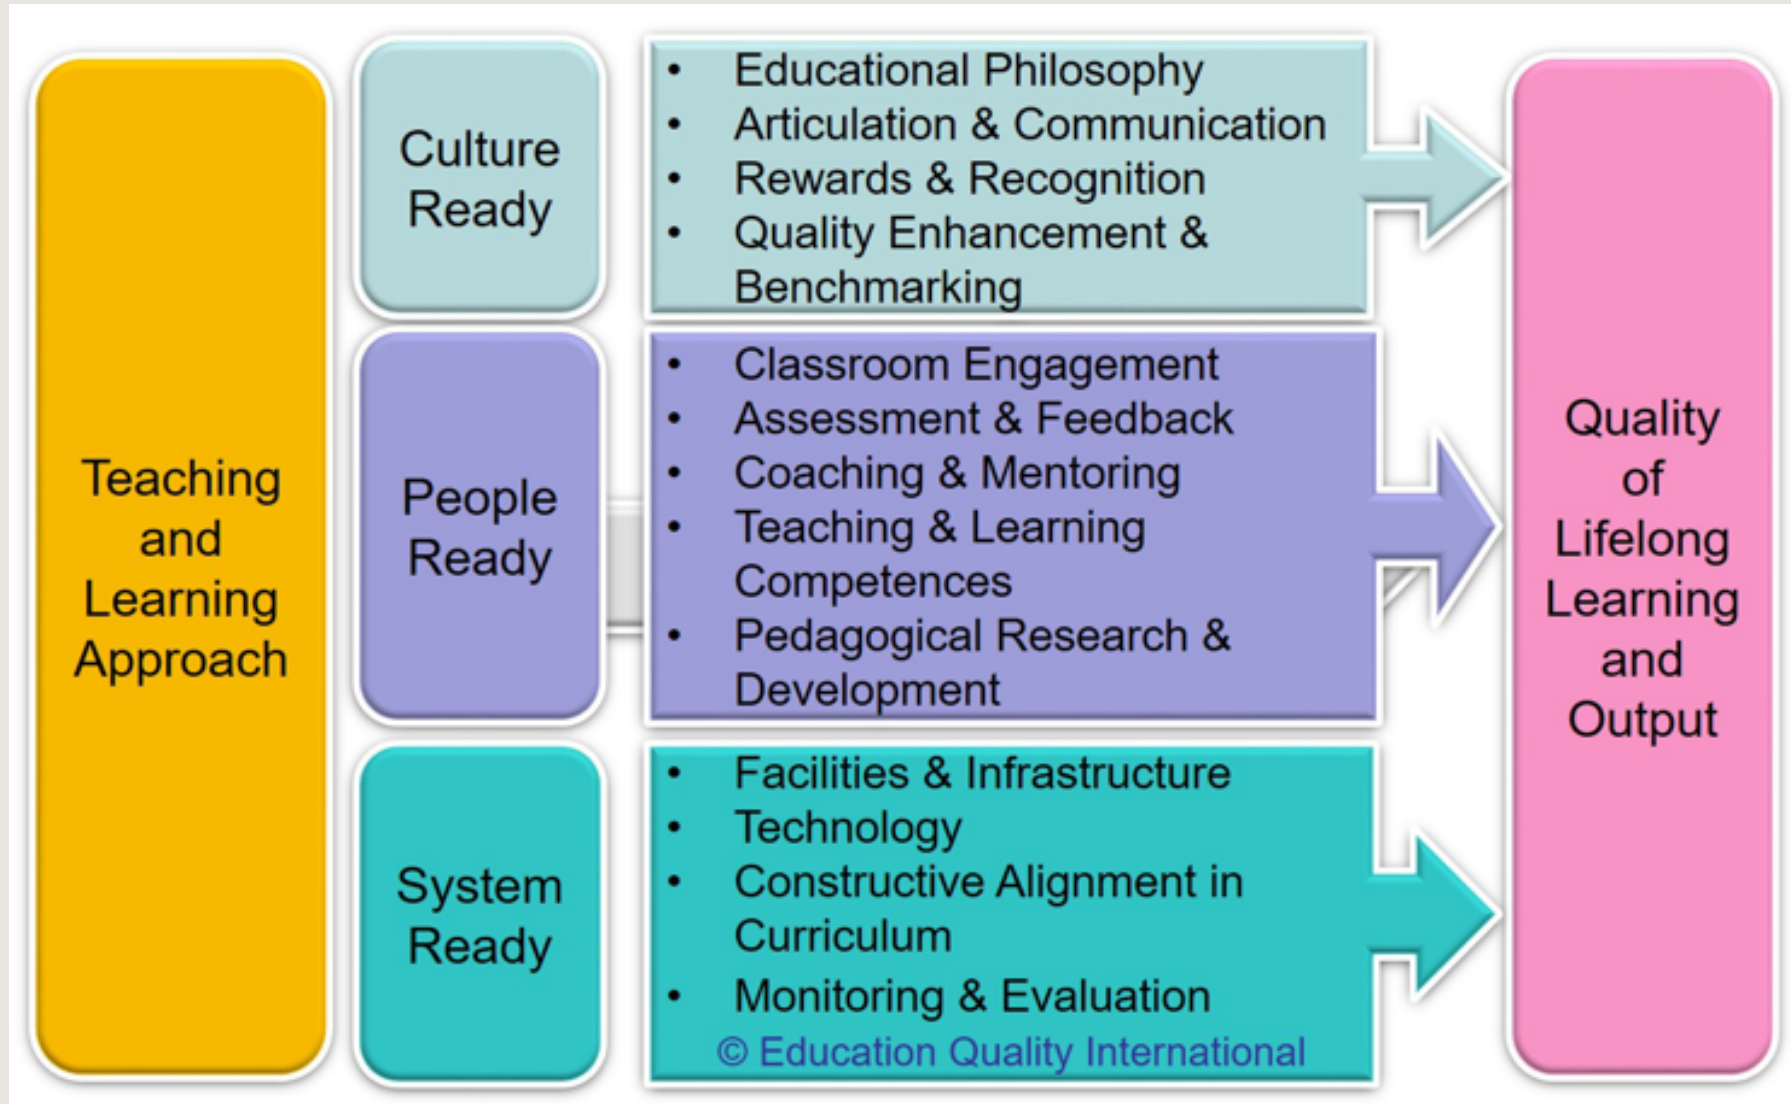 Teaching
and
Learning
Approach
Culture
Ready
• Educational Philosophy
• Articulation & Communication
• Rewards & Recognition
• Quality Enhancement &
Benchmarking
People
Ready
• Classroom Engagement
• Assessment & Feedback
• Coaching & Mentoring
• Teaching & Learning
Competences
• Pedagogical Research &
Development
System
Ready
• Facilities & Infrastructure
• Technology
• Constructive Alignment in
Curriculum
• Monitoring & Evaluation
© Education Quality International
Quality
of
Lifelong
Learning
and
Output